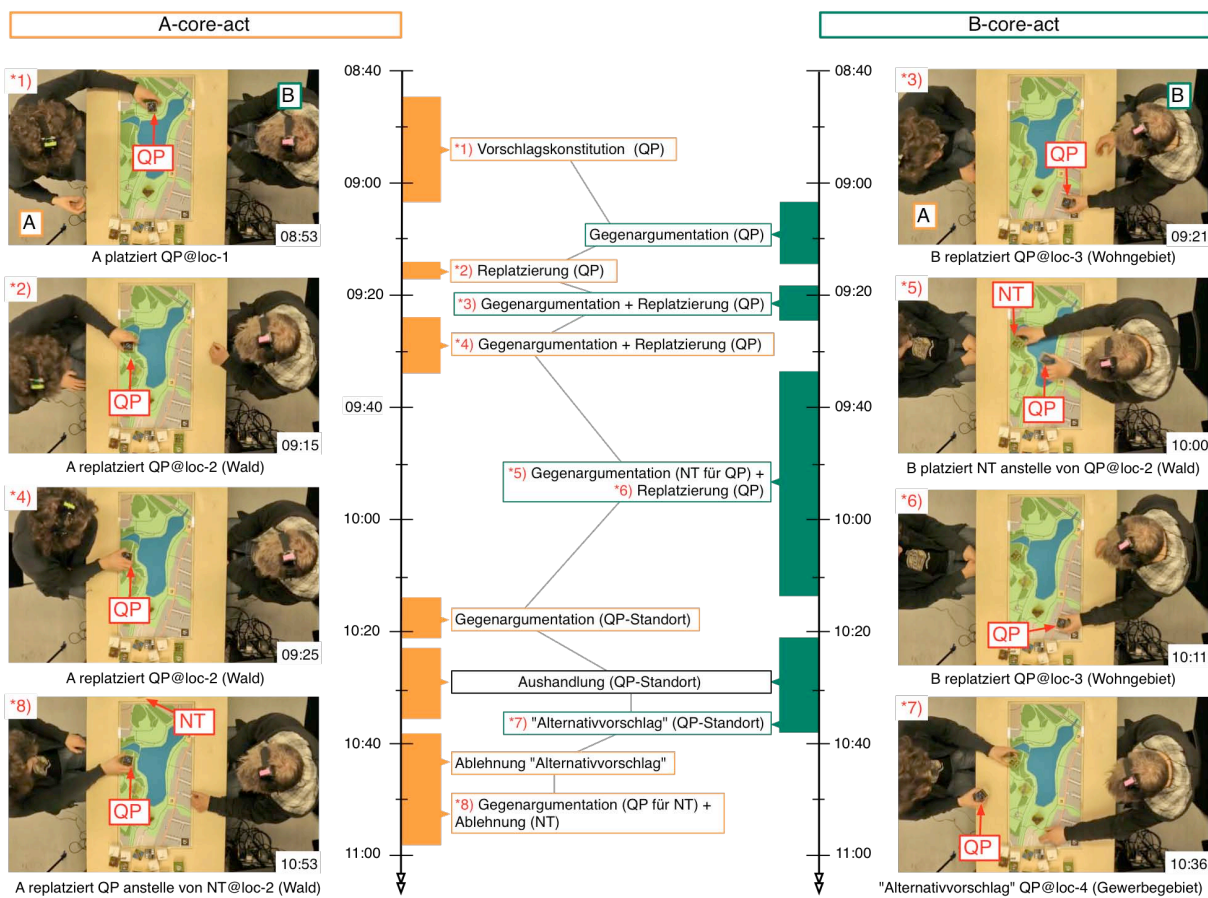 A-core-act
B-core-act
*1)
B
QP
A
08:53
A platziert QP@loc-1
*2)
QP
09:15
A replatziert QP@loc-2 (Wald)
*4)
QP
09:25
A replatziert QP@loc-2 (Wald)
*8)
NT
QP
10:53
A replatziert QP anstelle von NT@loc-2 (Wald)
08:40
09:00
09:20
09:40
10:00
10:20
10:40
11:00
*1) Vorschlagskonstitution (QP)
Gegenargumentation (QP)
*2) Replatzierung (QP)
*3) Gegenargumentation + Replatzierung (QP)
*4) Gegenargumentation + Replatzierung (QP)
*5) Gegenargumentation (NT für QP) +
*6) Replatzierung (QP)
Gegenargumentation (QP-Standort)
Aushandlung (QP-Standort)
*7) "Alternativvorschlag" (QP-Standort)
Ablehnung "Alternativvorschlag"
*8) Gegenargumentation (QP für NT) +
Ablehnung (NT)
08:40
09:00
09:20
09:40
10:00
10:20
10:40
11:00
*3)
B
QP
A
09:21
B replatziert QP@loc-3 (Wohngebiet)
*5)
NT
QP
10:00
B platziert NT anstelle von QP@loc-2 (Wald)
*6)
QP
10:11
B replatziert QP@loc-3 (Wohngebiet)
*7)
QP
10:36
"Alternativvorschlag" QP@loc-4 (Gewerbegebiet)